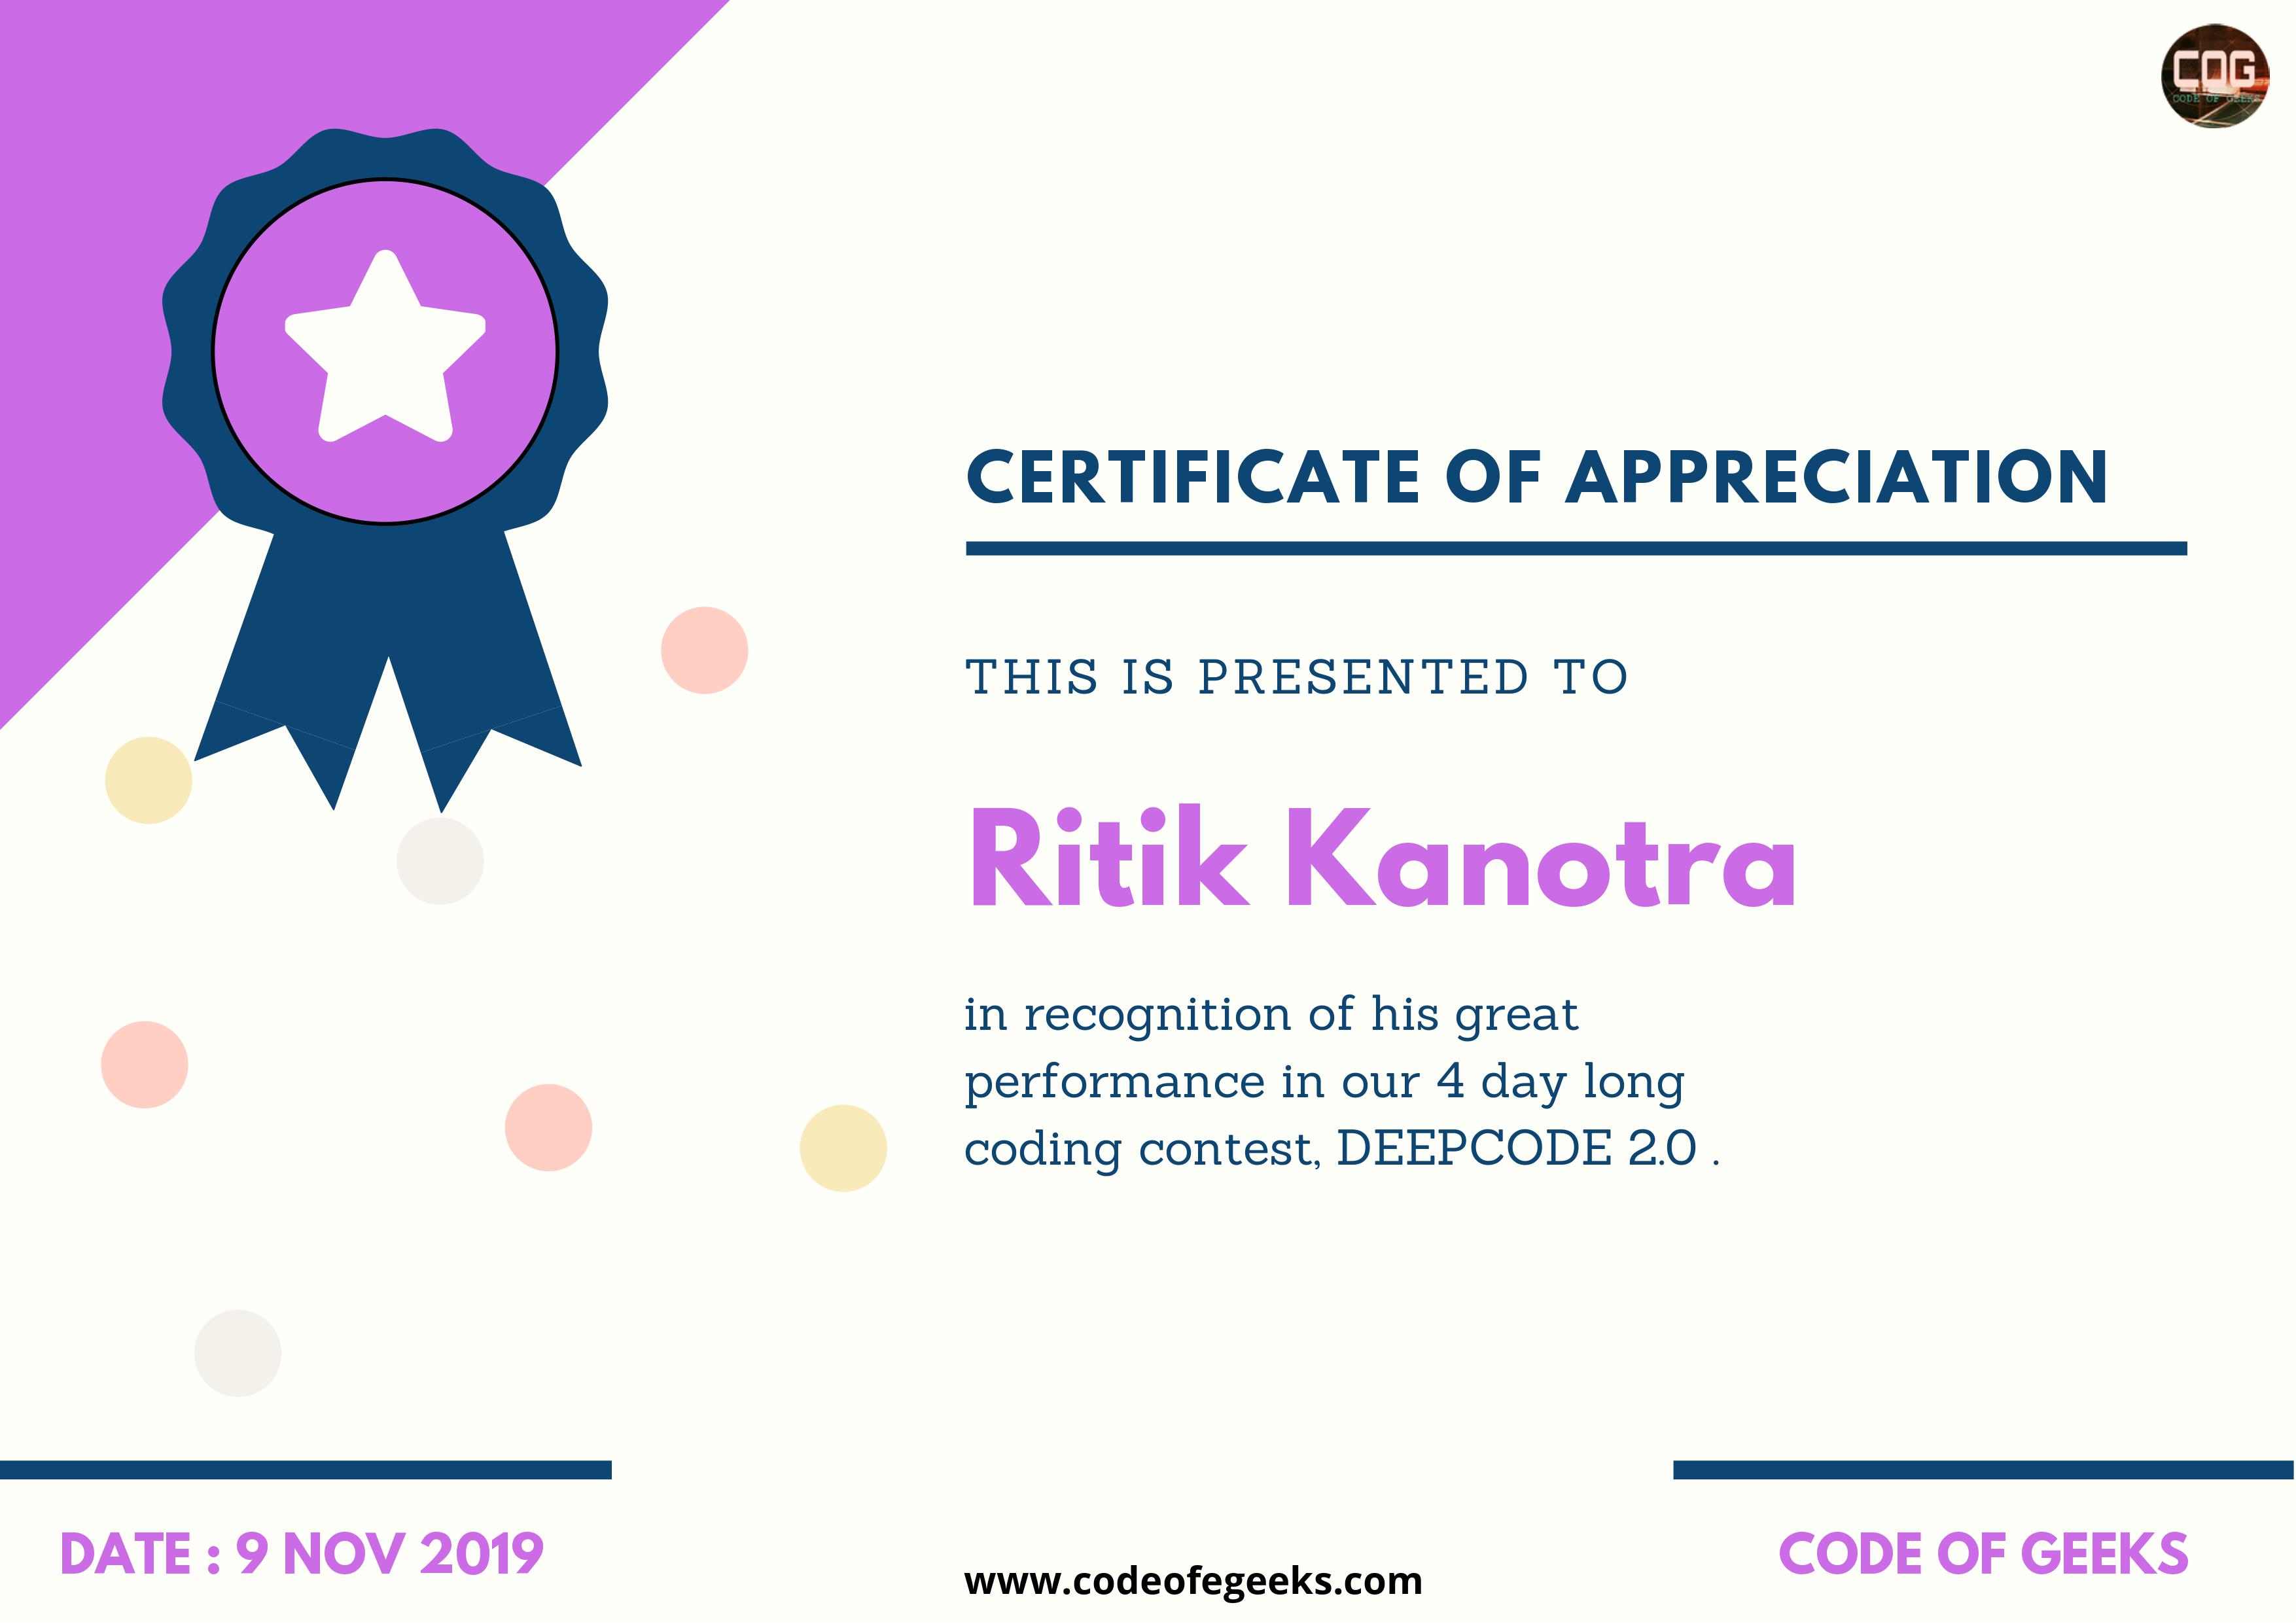 COG
CODE OF GEEKS
CERTIFICATE OF APPRECIATION
THIS IS PRESENTED TO
Ritik Kanotra
in recognition of his great
performance in our 4 day long
coding contest, DEEPCODE 2.0 .
DATE : 9 NOV 2019
www.codeofegeeks.com
CODE OF GEEKS